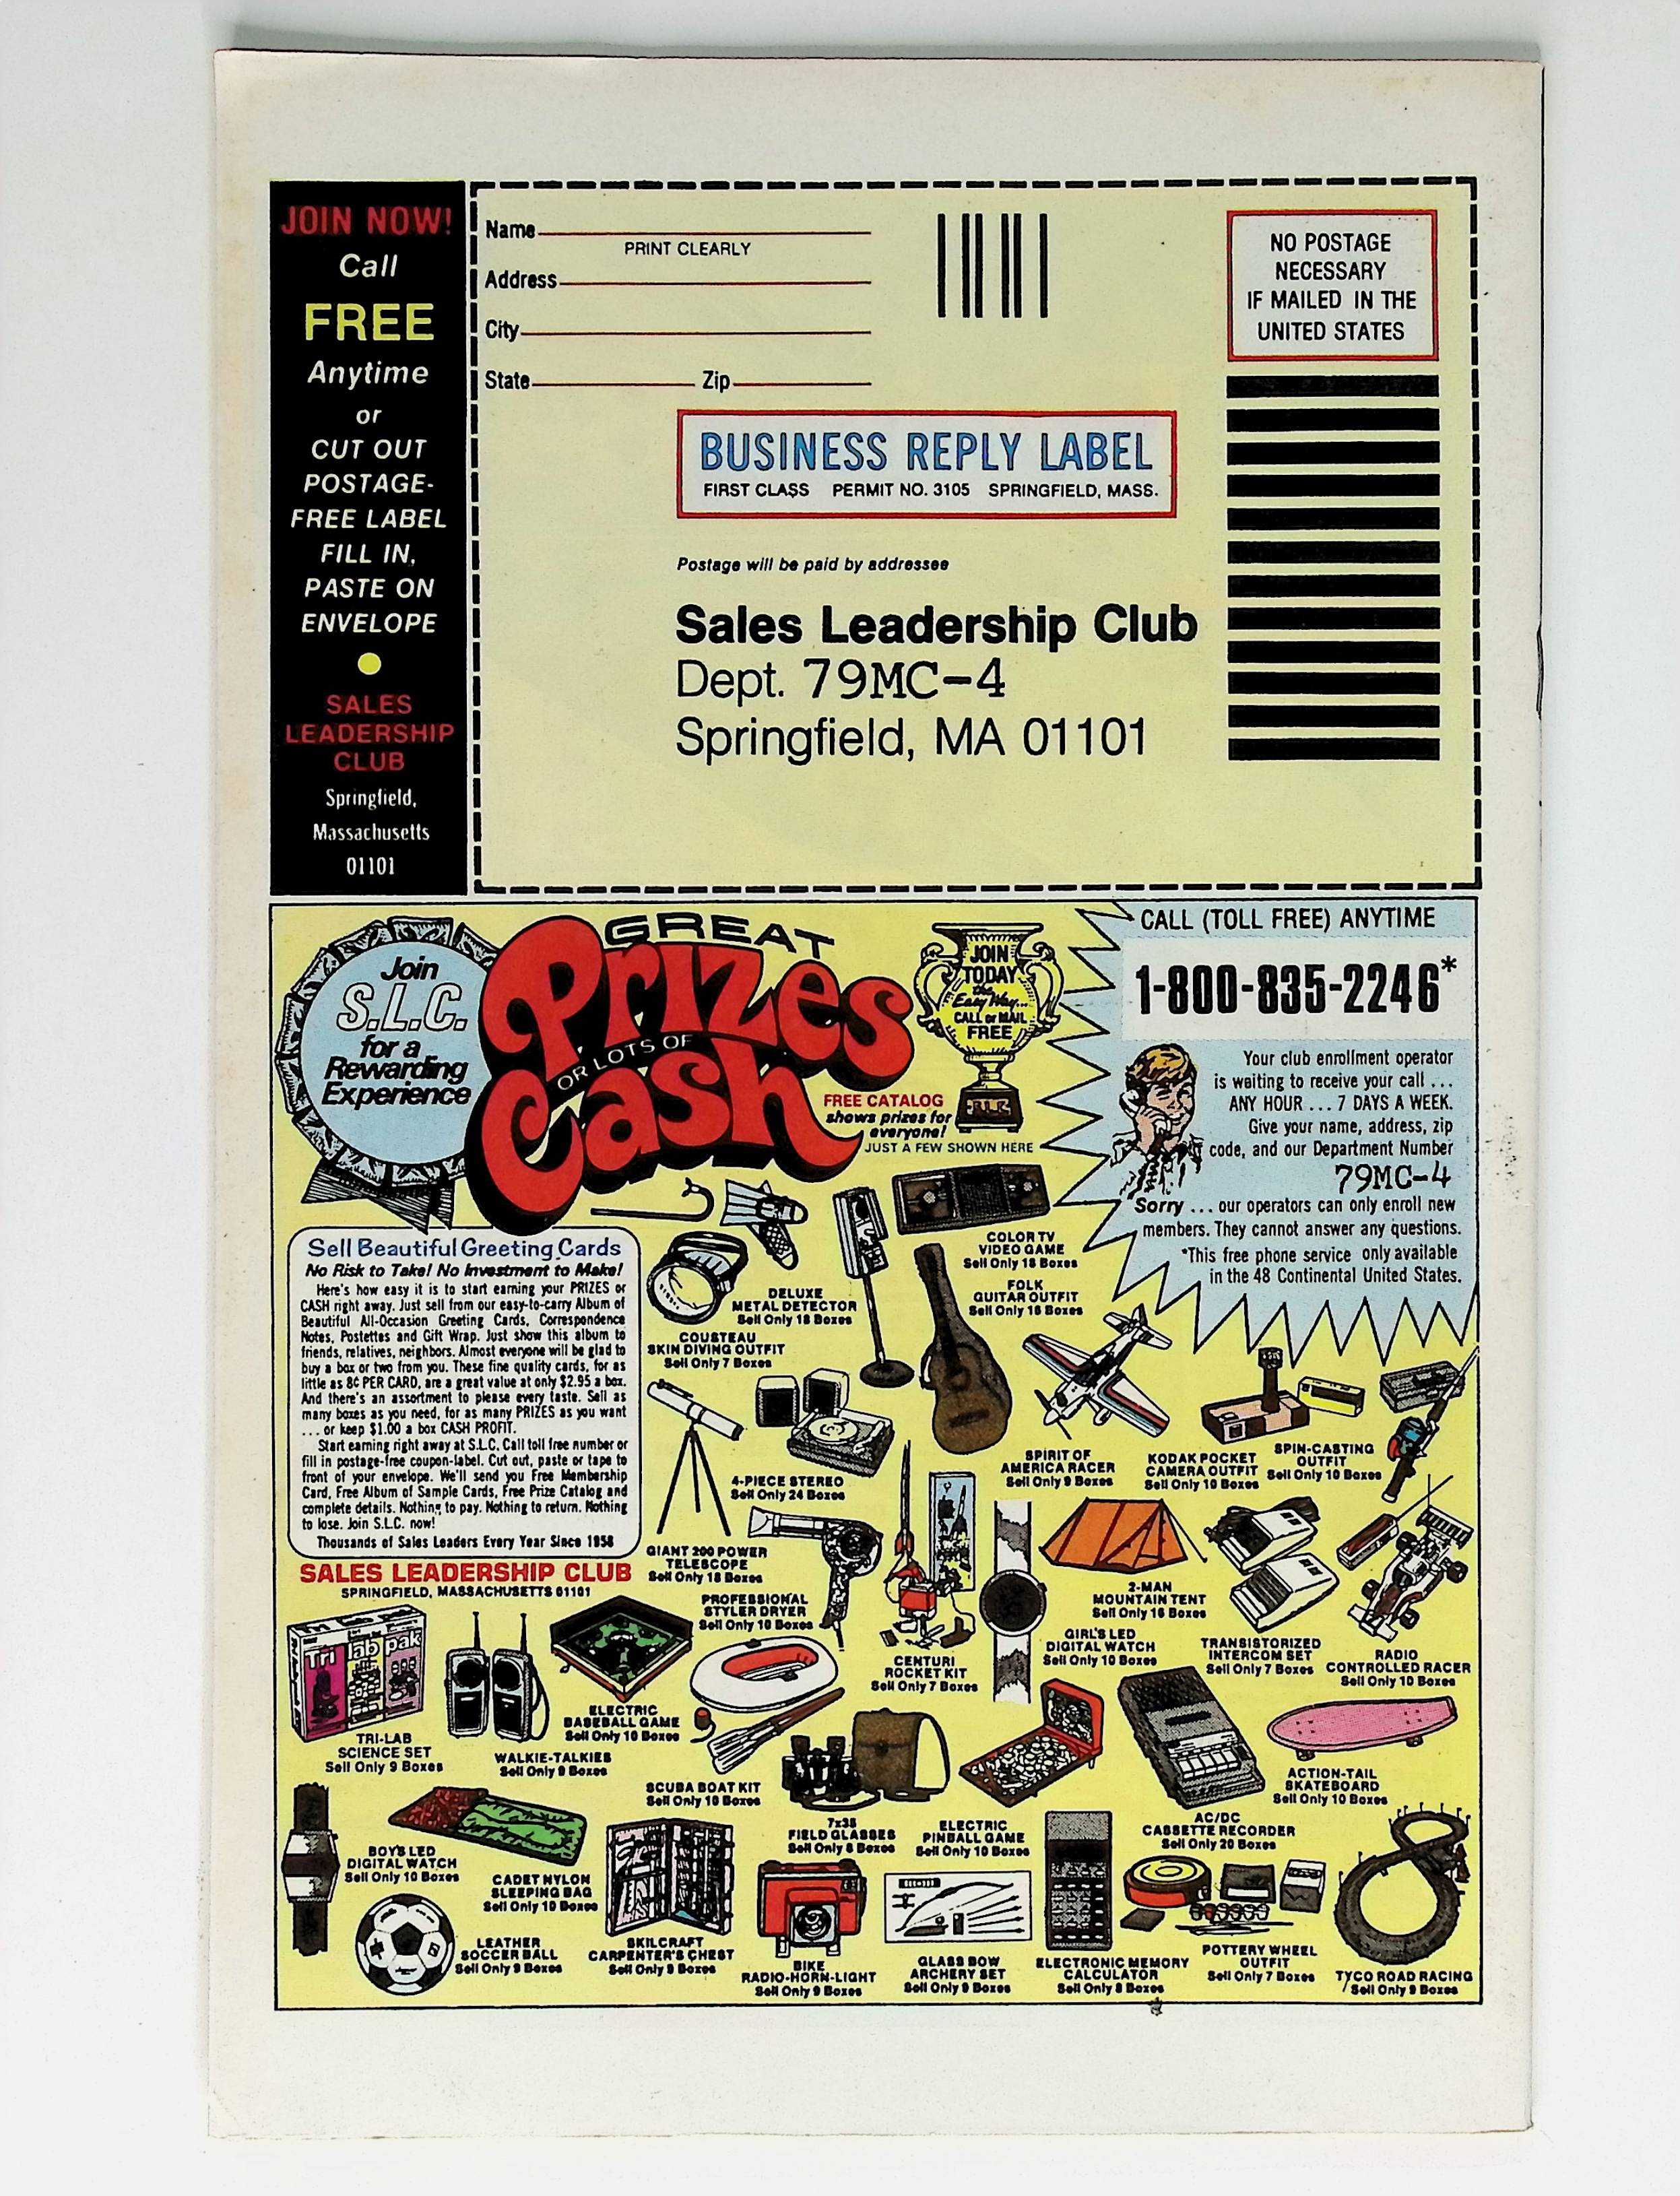 JOIN NOW!
Call
FREE
Anytime
or
CUT OUT
POSTAGE-
FREE LABEL
FILL IN,
PASTE ON
ENVELOPE
SALES
LEADERSHIP
CLUB
Springfield,
Massachusetts
01101
Name
PRINT CLEARLY
Address
City
State Zip
NO POSTAGE
NECESSARY
IF MAILED IN THE
UNITED STATES
BUSINESS REPLY LABEL
FIRST CLASS PERMIT NO. 3105 SPRINGFIELD, MASS.
Postage will be paid by addressee
Sales Leadership Club
Dept. 79MC-4
Springfield, MA 01101
Join
S.L.C.
for a
Rewarding
Experience
GREAT
Prizes
OR LOTS OF
Cash
JOIN
TODAY
the
Easy Way...
CALL or MAIL
FREE
SLC
FREE CATALOG
shows prizes for
everyone!
JUST A FEW SHOWN HERE
CALL (TOLL FREE) ANYTIME
1-800-835-2246*
Your club enrollment operator
is waiting to receive your call ...
ANY HOUR ... 7 DAYS A WEEK.
Give your name, address, zip
code, and our Department Number
79MC-4
Sorry ... our operators can only enroll new
members. They cannot answer any questions.
*This free phone service only available
in the 48 Continental United States.
Sell Beautiful Greeting Cards
No Risk to Take! No Investment to Make!
Here's how easy it is to start earning your PRIZES or
CASH right away. Just sell from our easy-to-carry Album of
Beautiful All-Occasion Greeting Cards, Correspondence
Notes, Postettes and Gift Wrap. Just show this album to
friends, relatives, neighbors. Almost everyone will be glad to
buy a box or two from you. These fine quality cards, for as
little as 8¢ PER CARD, are a great value at only $2.95 a box.
And there's an assortment to please every taste. Sell as
many boxes as you need, for as many PRIZES as you want
... or keep $1.00 a box CASH PROFIT.
Start earning right away at S.L.C. Call toll free number or
fill in postage-free coupon-label. Cut out, paste or tape to
front of your envelope. We'll send you Free Membership
Card, Free Album of Sample Cards, Free Prize Catalog and
complete details. Nothing to pay. Nothing to return. Nothing
to lose. Join S.L.C. now!
Thousands of Sales Leaders Every Year Since 1958
SALES LEADERSHIP CLUB
SPRINGFIELD, MASSACHUSETTS 01101
COLOR TV
VIDEO GAME
Sell Only 18 Boxes
DELUXE
METAL DETECTOR
Sell Only 18 Boxes
FOLK
GUITAR OUTFIT
Sell Only 18 Boxes
COUSTEAU
SKIN DIVING OUTFIT
Sell Only 7 Boxes
4-PIECE STEREO
Sell Only 24 Boxes
SPIRIT OF
AMERICA RACER
Sell Only 9 Boxes
KODAK POCKET
CAMERA OUTFIT
Sell Only 10 Boxes
SPIN-CASTING
OUTFIT
Sell Only 10 Boxes
GIANT 200 POWER
TELESCOPE
Sell Only 18 Boxes
PROFESSIONAL
STYLER DRYER
Sell Only 10 Boxes
CENTURI
ROCKET KIT
Sell Only 7 Boxes
2-MAN
MOUNTAIN TENT
Sell Only 16 Boxes
GIRL'S LED
DIGITAL WATCH
Sell Only 10 Boxes
TRANSISTORIZED
INTERCOM SET
Sell Only 7 Boxes
RADIO
CONTROLLED RACER
Sell Only 10 Boxes
Tri lab pak
TRI-LAB
SCIENCE SET
Sell Only 9 Boxes
WALKIE-TALKIES
Sell Only 9 Boxes
ELECTRIC
BASEBALL GAME
Sell Only 10 Boxes
SCUBA BOAT KIT
Sell Only 10 Boxes
7x35
FIELD GLASSES
Sell Only 8 Boxes
ELECTRIC
PINBALL GAME
Sell Only 10 Boxes
AC/DC
CASSETTE RECORDER
Sell Only 20 Boxes
ACTION-TAIL
SKATEBOARD
Sell Only 10 Boxes
BOY'S LED
DIGITAL WATCH
Sell Only 10 Boxes
CADET NYLON
SLEEPING BAG
Sell Only 10 Boxes
LEATHER
SOCCER BALL
Sell Only 9 Boxes
SKILCRAFT
CARPENTER'S CHEST
Sell Only 9 Boxes
BIKE
RADIO-HORN-LIGHT
Sell Only 9 Boxes
GLASS BOW
ARCHERY SET
Sell Only 9 Boxes
ELECTRONIC MEMORY
CALCULATOR
Sell Only 8 Boxes
POTTERY WHEEL
OUTFIT
Sell Only 7 Boxes
TYCO ROAD RACING
Sell Only 9 Boxes